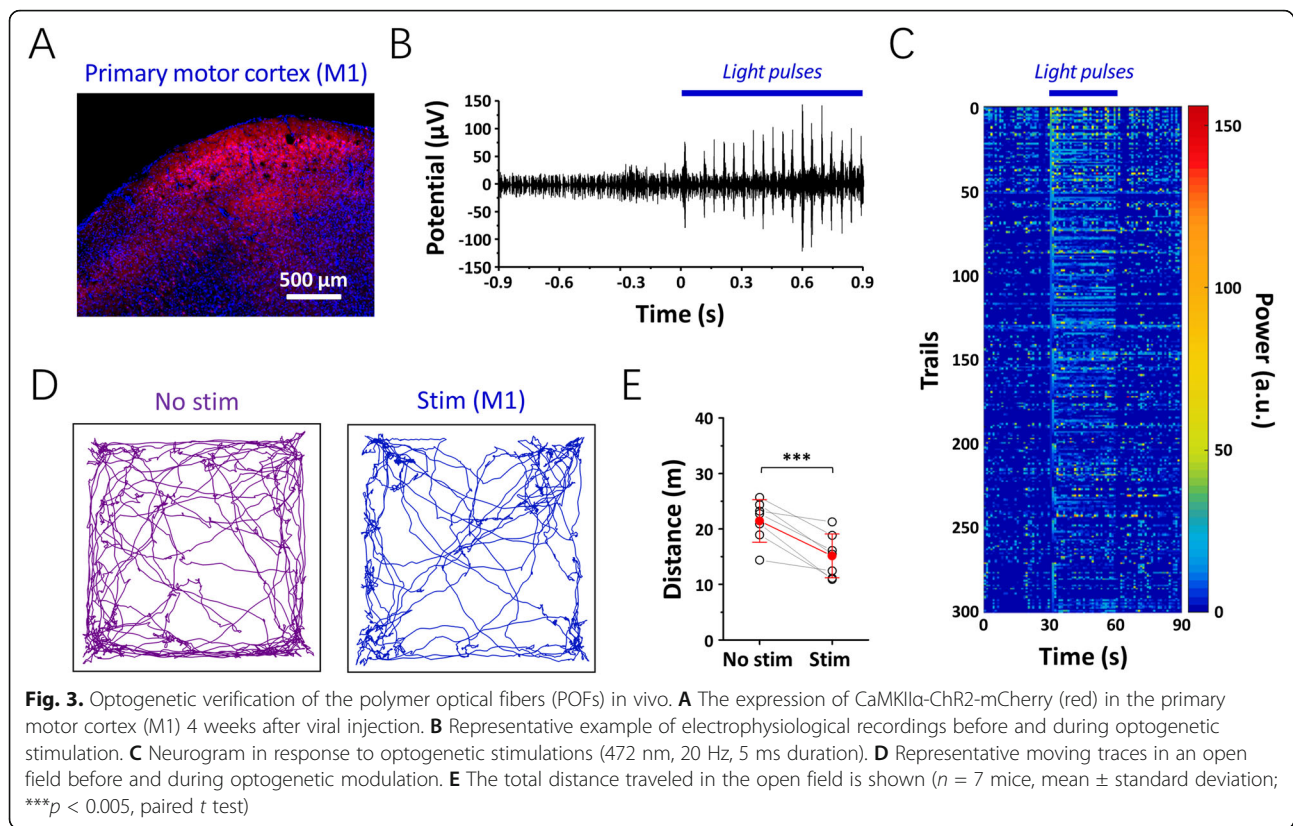 A
Primary motor cortex (M1)
500 μm
B
Light pulses
Potential (μV)
150
100
50
0
-50
-100
-150
-0.9 -0.6 -0.3 0 0.3 0.6 0.9
Time (s)
C
Light pulses
Trails
0
50
100
150
200
250
300
0 30 60 90
Time (s)
150
100
50
0
Power (a.u.)
D
No stim
Stim (M1)
E
Distance (m)
40
30
20
10
0
***
No stim Stim
Fig. 3. Optogenetic verification of the polymer optical fibers (POFs) in vivo. A The expression of CaMKIIα-ChR2-mCherry (red) in the primary
motor cortex (M1) 4 weeks after viral injection. B Representative example of electrophysiological recordings before and during optogenetic
stimulation. C Neurogram in response to optogenetic stimulations (472 nm, 20 Hz, 5 ms duration). D Representative moving traces in an open
field before and during optogenetic modulation. E The total distance traveled in the open field is shown (n = 7 mice, mean ± standard deviation;
***p < 0.005, paired t test)